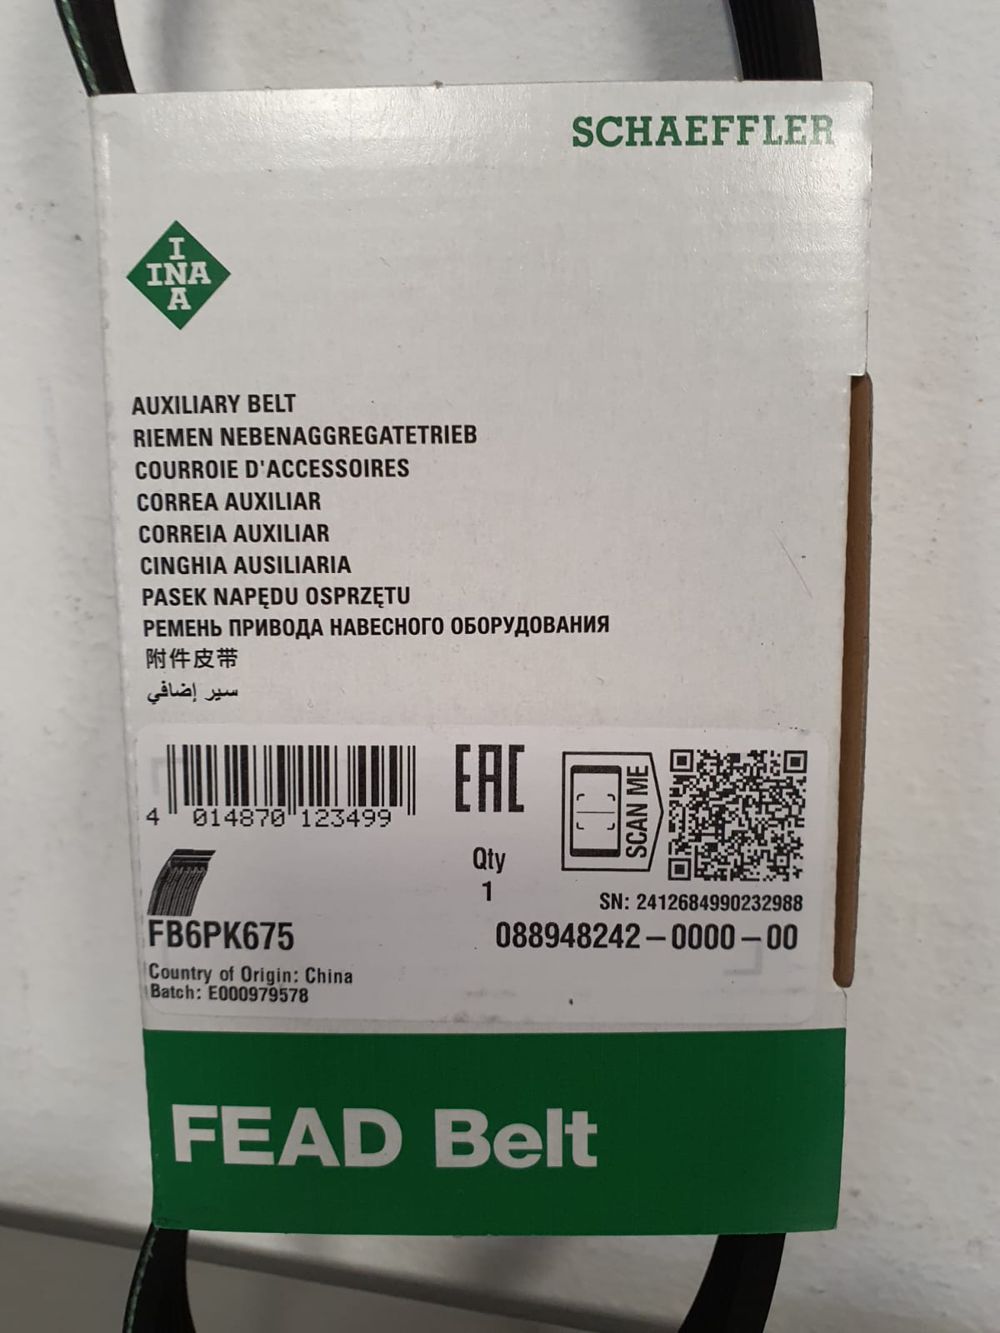 SCHAEFFLER
I
INA
A
AUXILIARY BELT
RIEMEN NEBENAGGREGATETRIEB
COURROIE D'ACCESSOIRES
CORREA AUXILIAR
CORREIA AUXILIAR
CINGHIA AUSILIARIA
PASEK NAPĘDU OSPRZĘTU
РЕМЕНЬ ПРИВОДА НАВЕСНОГО ОБОРУДОВАНИЯ
附件皮带
سير إضافي
4 014870 123499
EAC
SCAN ME
Qty
1
SN: 2412684990232988
FB6PK675
088948242-0000-00
Country of Origin: China
Batch: E000979578
FEAD Belt